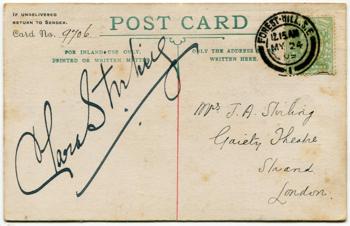 IF UNDELIVERED
RETURN TO SENDER.
Card No. 9706.
POST CARD
FOR INLAND USE ONLY.
PRINTED OR WRITTEN MATTER
ONLY THE ADDRESS
WRITTEN HERE.
FOREST-HILL, S.E.
12.15 AM
MY 24
09
Clara Stirling
Mrs J. A. Stirling
Gaiety Theatre
Strand
London.